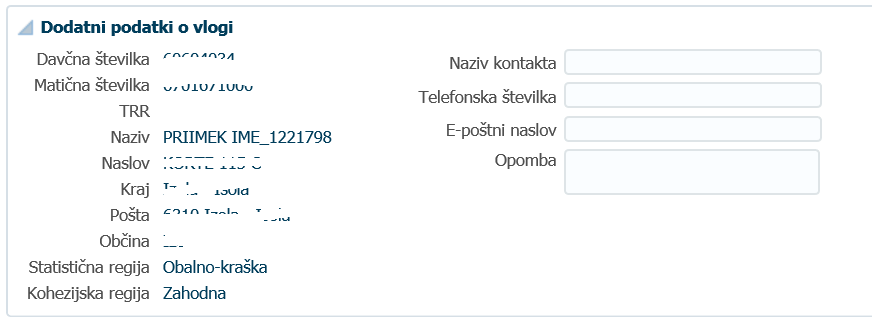 Dodatni podatki o vlogi
Davčna številka
Matična številka
TRR
Naziv PRIIMEK IME_1221798
Naslov
Kraj
Pošta
Občina
Statistična regija Obalno-kraška
Kohezijska regija Zahodna
Naziv kontakta
Telefonska številka
E-poštni naslov
Opomba